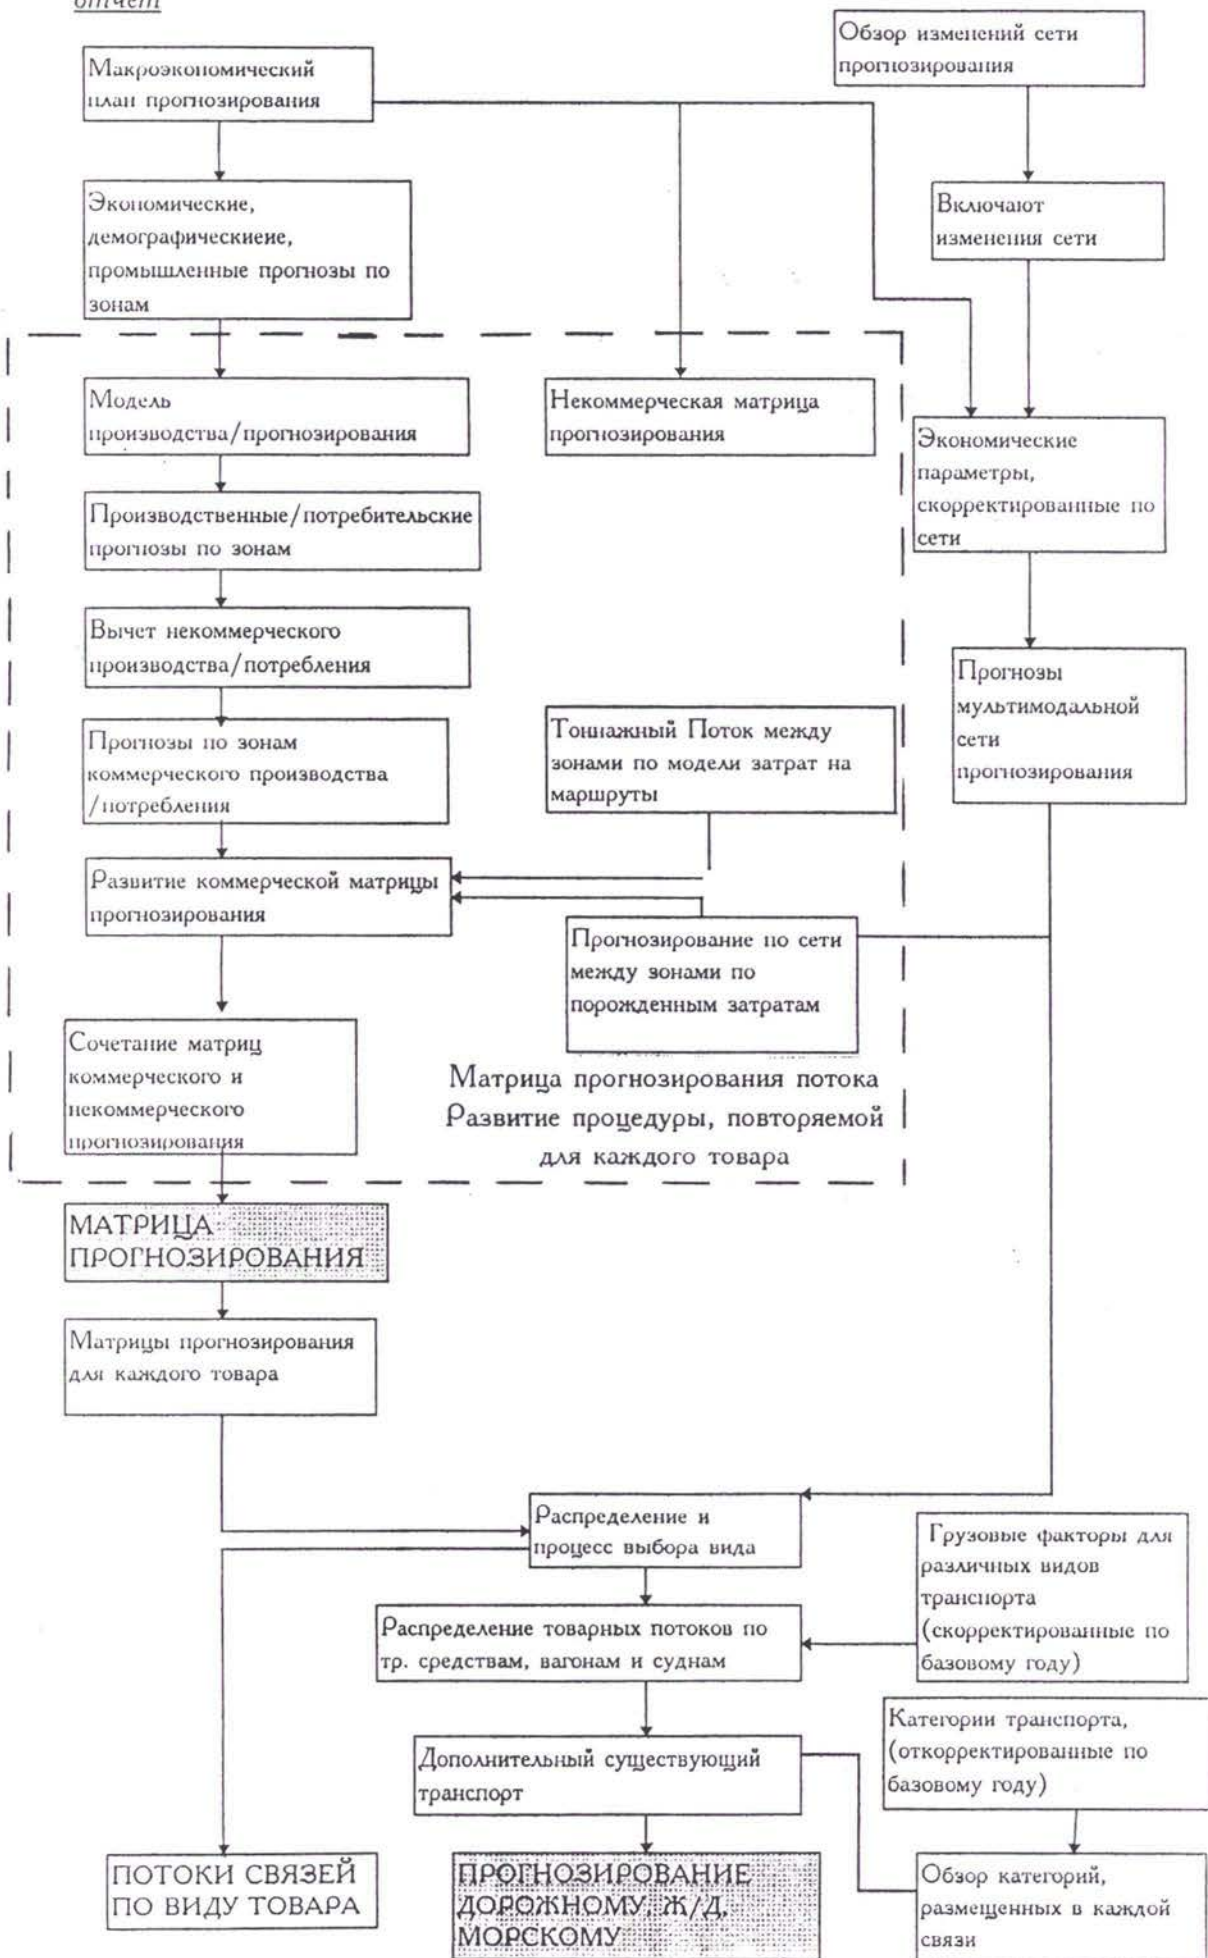 отчет
Обзор изменений сети
прогнозирования
Макроэкономический
план прогнозирования
Экономические,
демографическиеие,
промышленные прогнозы по
зонам
Включают
изменения сети
Модель
производства/прогнозирования
Некоммерческая матрица
прогнозирования
Экономические
параметры,
скорректированные по
сети
Производственные/потребительские
прогнозы по зонам
Вычет некоммерческого
производства/потребления
Прогнозы
мультимодальной
сети
прогнозирования
Прогнозы по зонам
коммерческого производства
/потребления
Тоннажный Поток между
зонами по модели затрат на
маршруты
Развитие коммерческой матрицы
прогнозирования
Прогнозирование по сети
между зонами по
порожденным затратам
Сочетание матриц
коммерческого и
некоммерческого
прогнозирования
Матрица прогнозирования потока
Развитие процедуры, повторяемой
для каждого товара
МАТРИЦА
ПРОГНОЗИРОВАНИЯ
Матрицы прогнозирования
для каждого товара
Распределение и
процесс выбора вида
Грузовые факторы для
различных видов
транспорта
(скорректированные по
базовому году)
Распределение товарных потоков по
тр. средствам, вагонам и суднам
Категории транспорта,
(откорректированные по
базовому году)
Дополнительный существующий
транспорт
ПОТОКИ СВЯЗЕЙ
ПО ВИДУ ТОВАРА
ПРОГНОЗИРОВАНИЕ
ДОРОЖНОМУ, Ж/Д,
МОРСКОМУ
Обзор категорий,
размещенных в каждой
связи